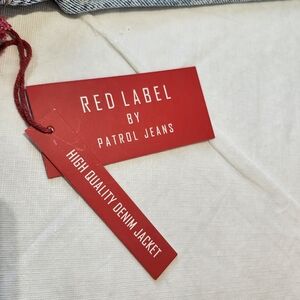 RED LABEL
BY
PATROL JEANS
HIGH QUALITY DENIM JACKET